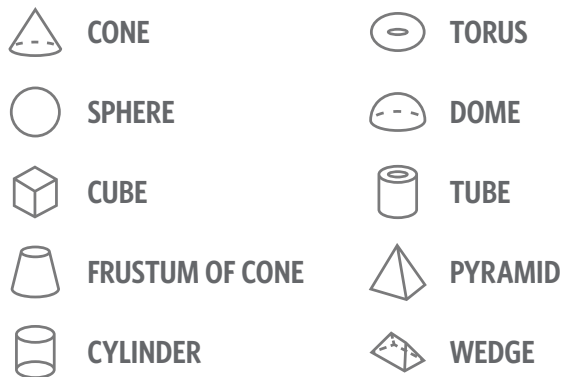 CONE
TORUS
SPHERE
DOME
CUBE
TUBE
FRUSTUM OF CONE
PYRAMID
CYLINDER
WEDGE